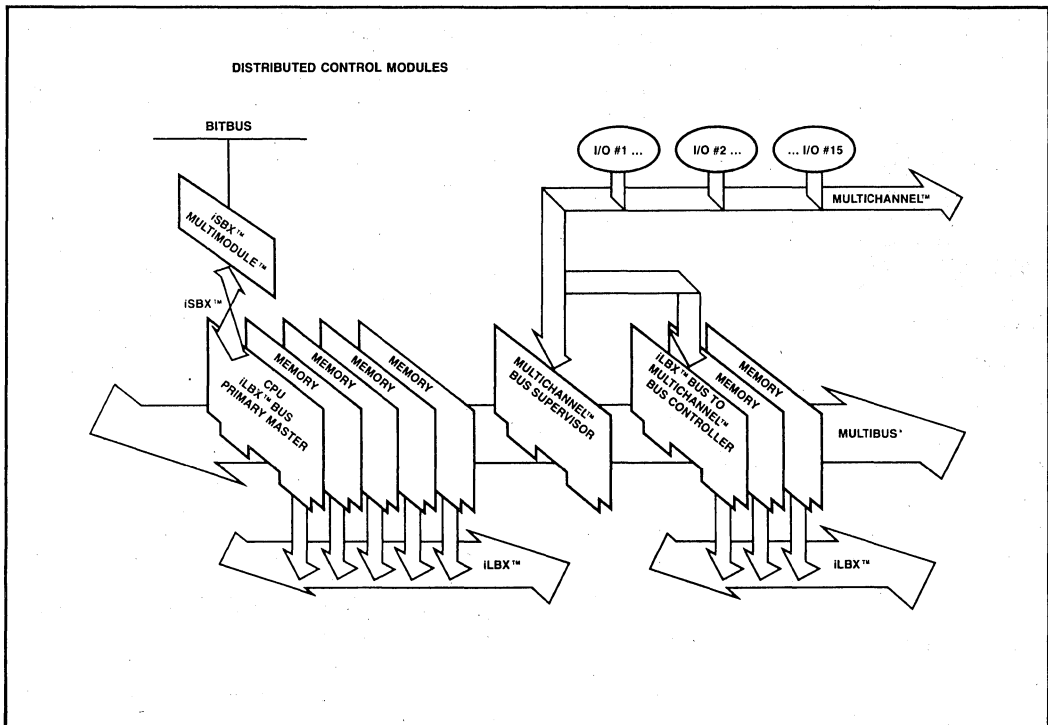 DISTRIBUTED CONTROL MODULES
BITBUS
I/O #1 ...
I/O #2 ...
... I/O #15
MULTICHANNEL™
iSBX™
MULTIMODULE™
iSBX™
CPU
iLBX™ BUS
PRIMARY MASTER
MEMORY
MEMORY
MEMORY
MEMORY
MULTICHANNEL™
BUS SUPERVISOR
iLBX™ BUS TO
MULTICHANNEL™
BUS CONTROLLER
MEMORY
MEMORY
MULTIBUS*
iLBX™
iLBX™